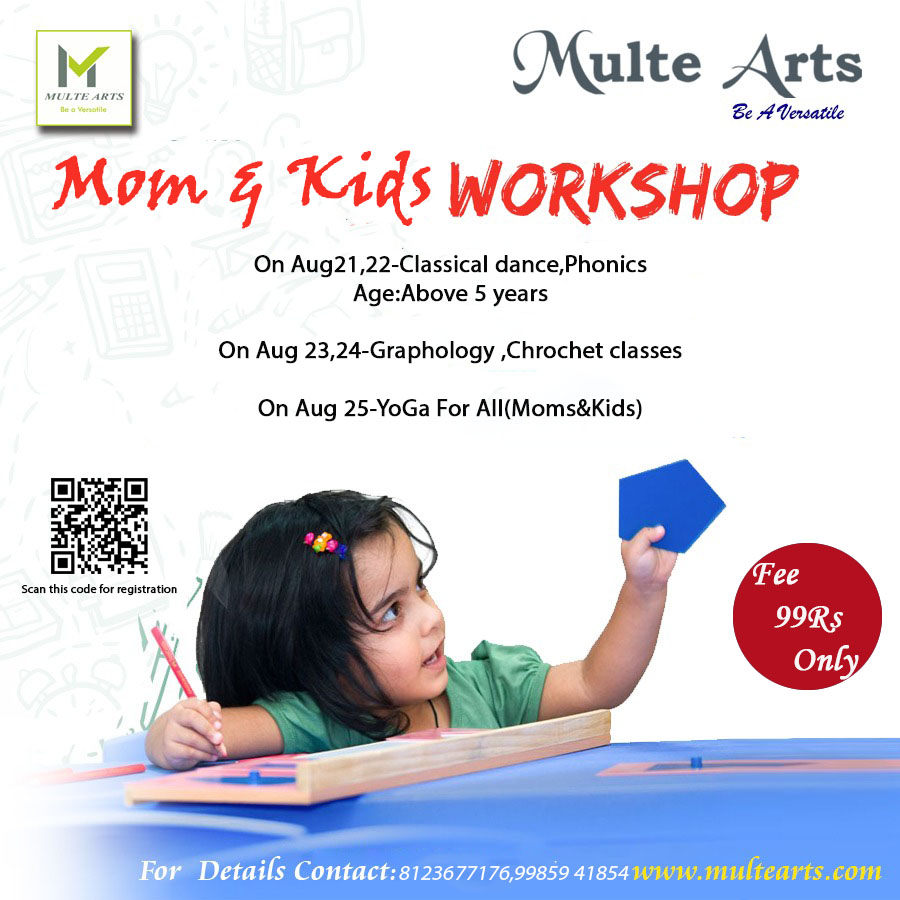 MULTE ARTS
Be a Versatile
Multe Arts
Be A Versatile
Mom & Kids WORKSHOP
On Aug21,22-Classical dance,Phonics
Age:Above 5 years
On Aug 23,24-Graphology ,Chrochet classes
On Aug 25-YoGa For All(Moms&Kids)
Scan this code for registration
Fee
99Rs
Only
For Details Contact:8123677176,99859 41854 www.multearts.com